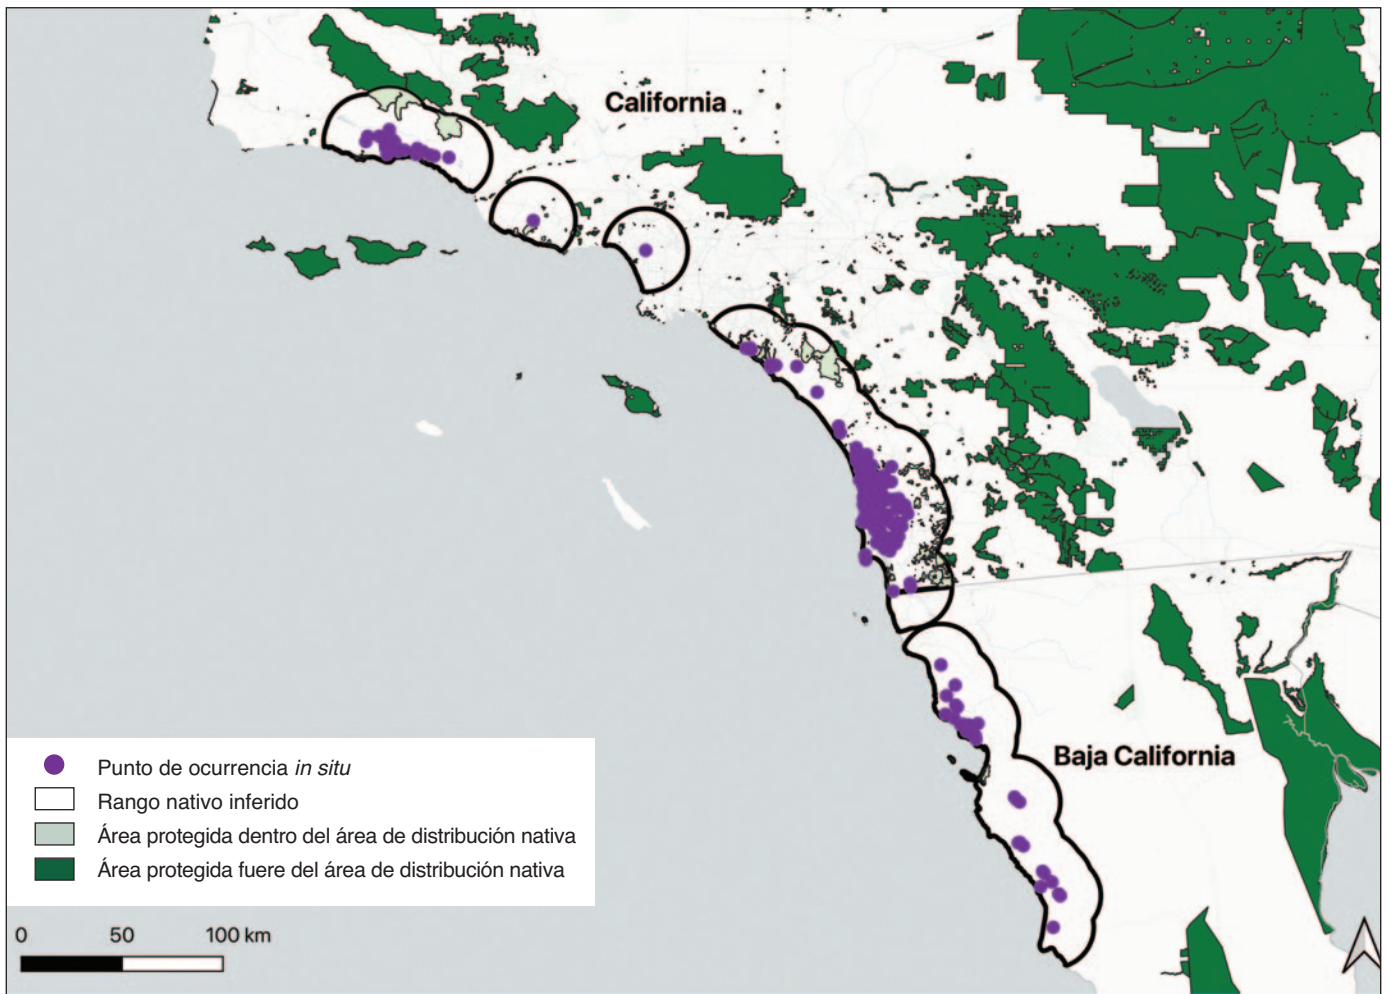 California
Baja California
Punto de ocurrencia in situ
Rango nativo inferido
Área protegida dentro del área de distribución nativa
Área protegida fuere del área de distribución nativa
0 50 100 km